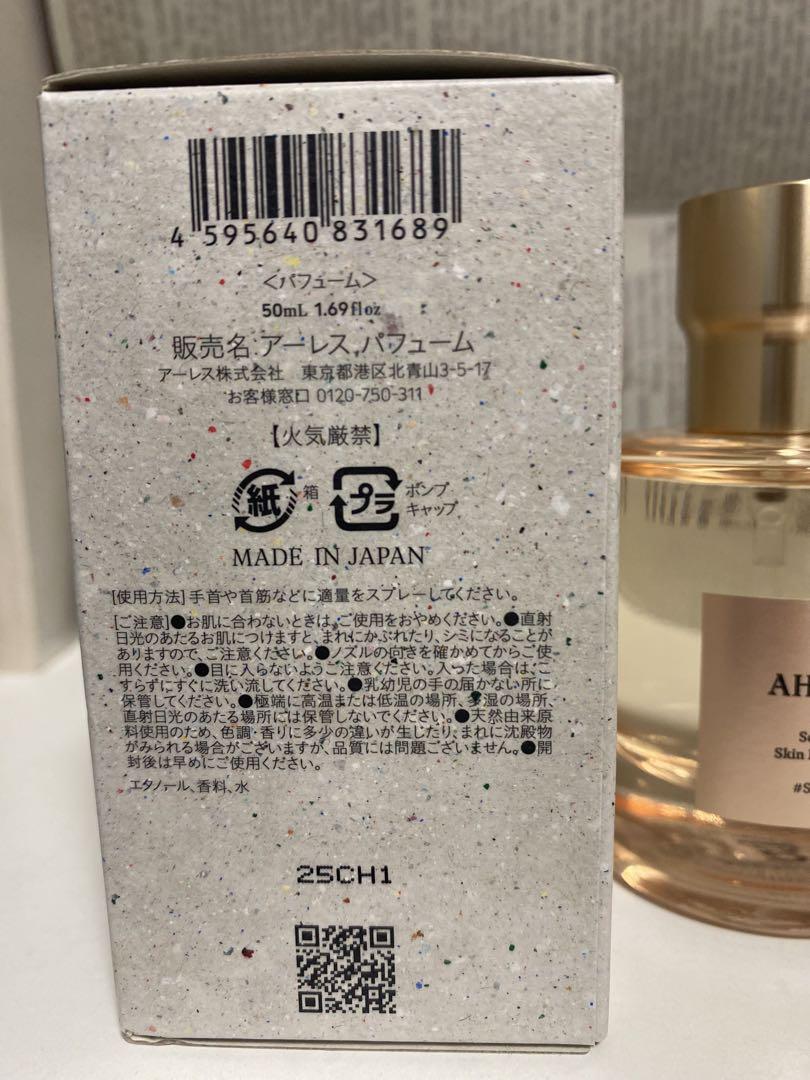 4 595640 831689
<パフューム>
50mL 1.69fl oz
販売名:アーレス パフューム
アーレス株式会社 東京都港区北青山3-5-17
お客様窓口 0120-750-311
【火気厳禁】
紙 箱 プラ ポンプ
キャップ
MADE IN JAPAN
[使用方法] 手首や首筋などに適量をスプレーしてください。
[ご注意]●お肌に合わないときは、ご使用をおやめください。●直射
日光のあたるお肌につけますと、まれにかぶれたり、シミになることが
ありますので、ご注意ください。●ノズルの向きを確かめてからご使
用ください。●目に入らないようご注意ください。入った場合は、こ
すらずにすぐに洗い流してください。●乳幼児の手の届かない所に
保管してください。●極端に高温または低温の場所、多湿の場所、
直射日光のあたる場所には保管しないでください。●天然由来原
料使用のため、色調・香りに多少の違いが生じたり、まれに沈殿物
がみられる場合がございますが、品質には問題ございません。●開
封後は早めにご使用ください。
エタノール、香料、水
25CH1
AH
Skin
#S